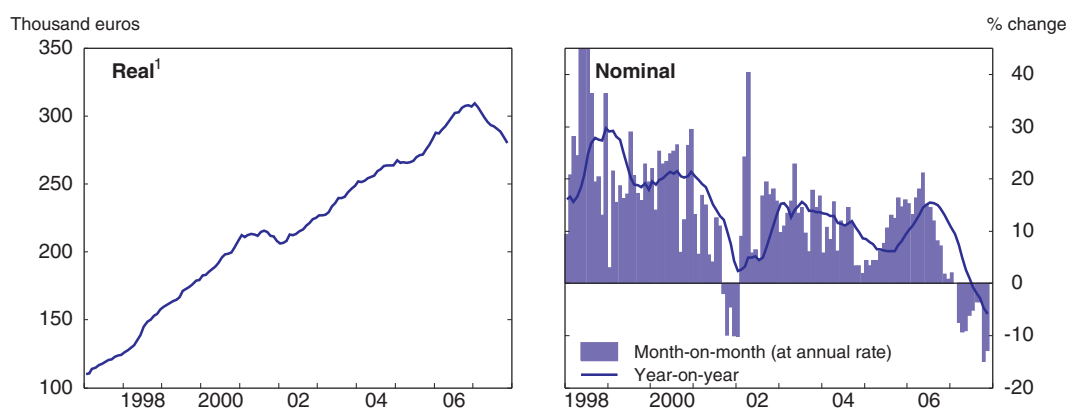 Thousand euros
% change
350
300
250
200
150
100
Real1
1998 2000 02 04 06
Nominal
40
30
20
10
0
-10
-20
Month-on-month (at annual rate)
Year-on-year
1998 2000 02 04 06